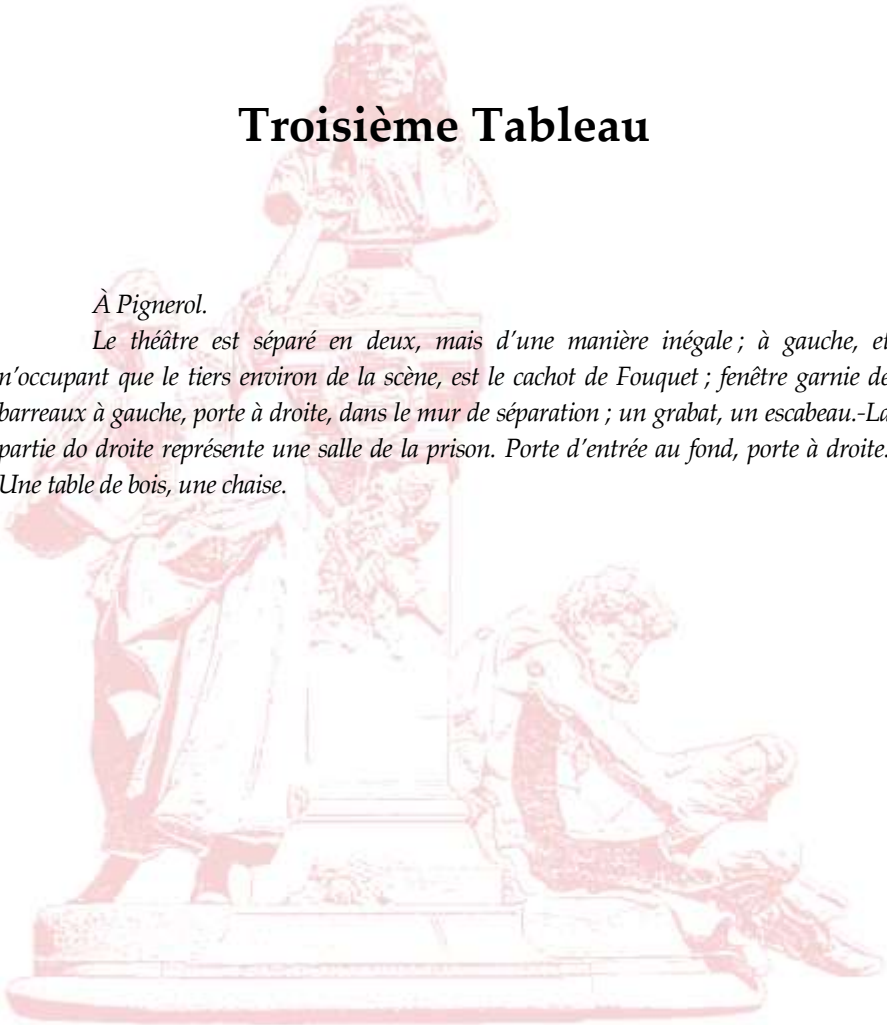 Troisième Tableau
À Pignerol.
Le théâtre est séparé en deux, mais d’une manière inégale ; à gauche, et
n’occupant que le tiers environ de la scène, est le cachot de Fouquet ; fenêtre garnie de
barreaux à gauche, porte à droite, dans le mur de séparation ; un grabat, un escabeau.-La
partie do droite représente une salle de la prison. Porte d’entrée au fond, porte à droite.
Une table de bois, une chaise.